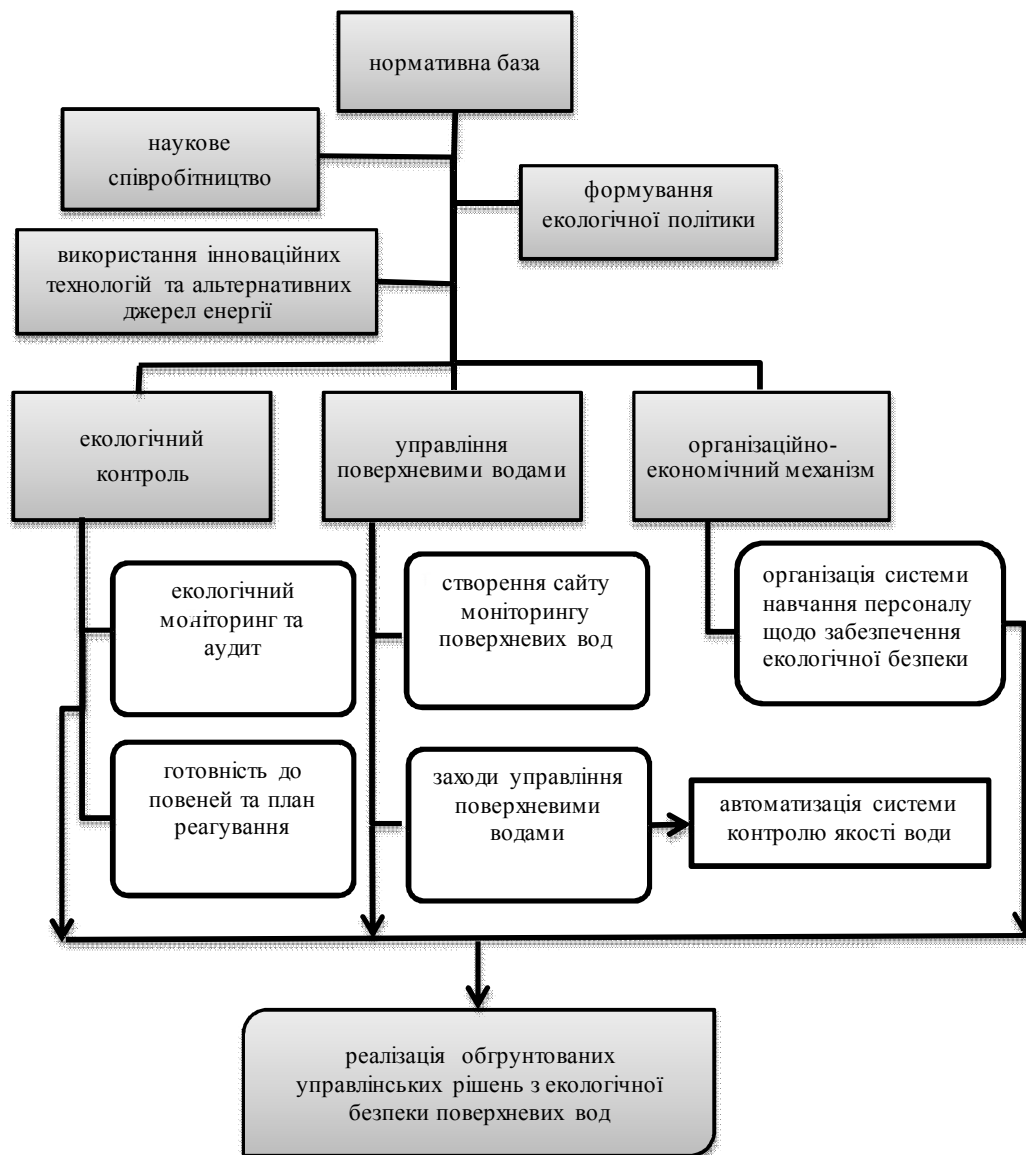 нормативна база
наукове
співробітництво
формування
екологічної політики
використання інноваційних
технологій та альтернативних
джерел енергії
екологічний
контроль
управління
поверхневими водами
організаційно-
економічний механізм
екологічний
моніторинг та
аудит
створення сайту
моніторингу
поверхневих вод
організація системи
навчання персоналу
щодо забезпечення
екологічної безпеки
готовність до
повеней та план
реагування
заходи управління
поверхневими
водами
автоматизація системи
контролю якості води
реалізація обгрунтованих
управлінських рішень з екологічної
безпеки поверхневих вод